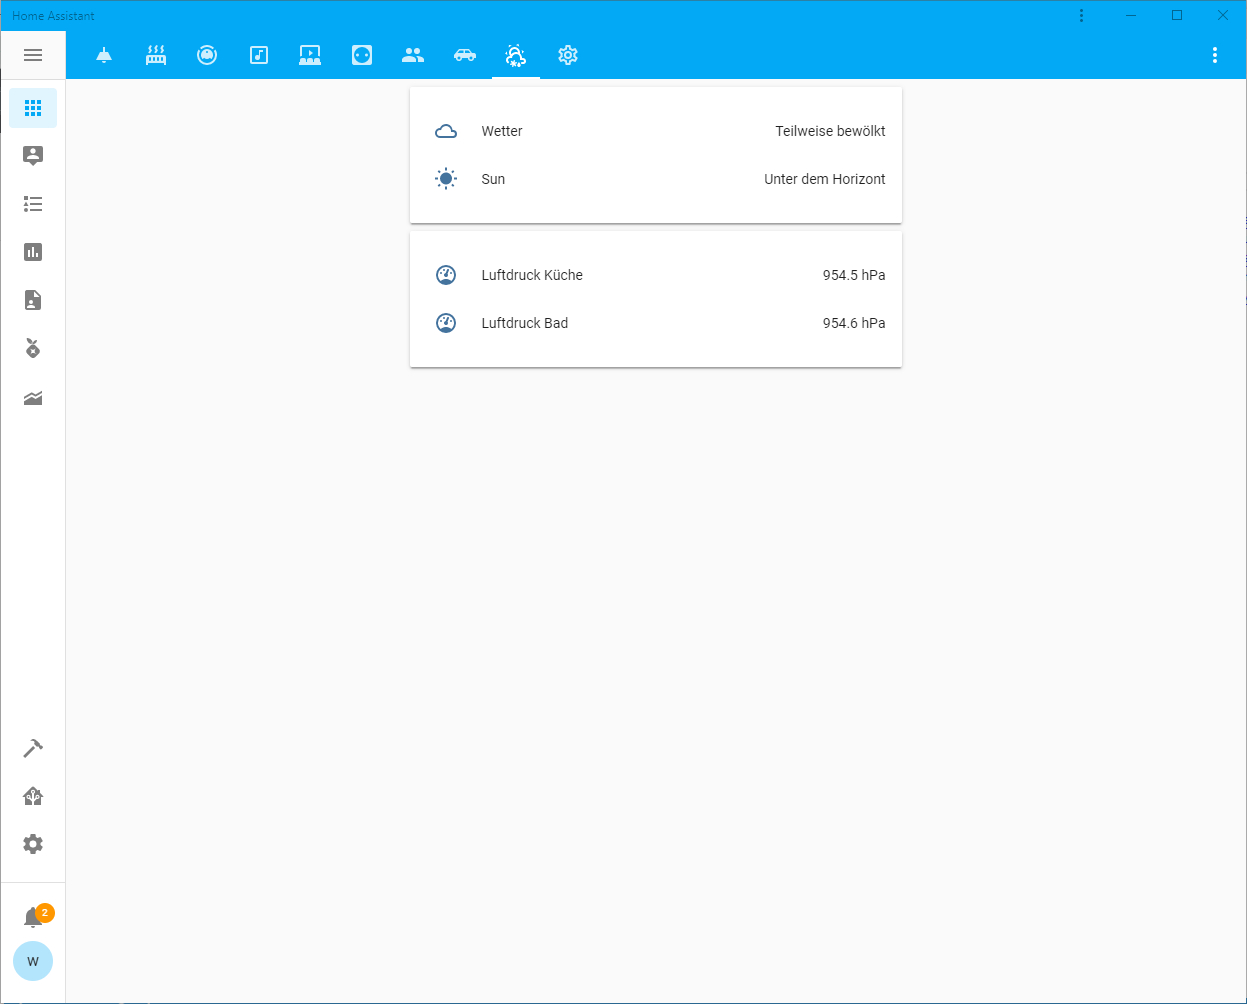 Home Assistant
Wetter Teilweise bewölkt
Sun Unter dem Horizont
Luftdruck Küche 954.5 hPa
Luftdruck Bad 954.6 hPa
2
W